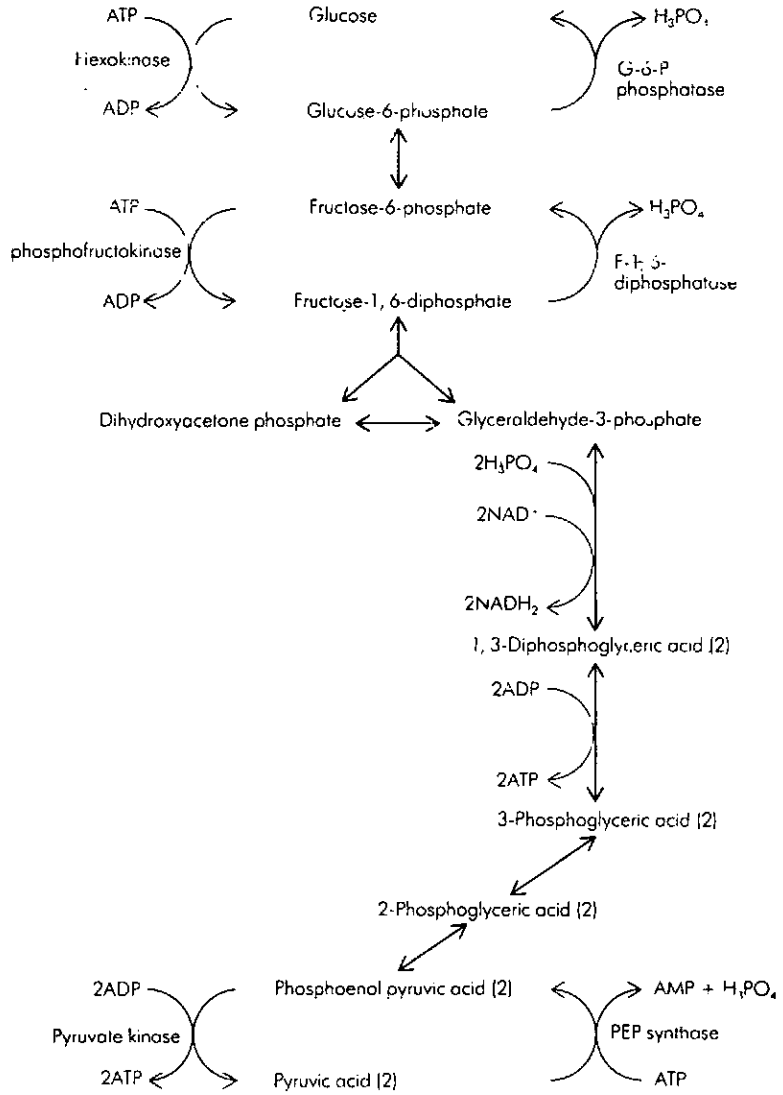 ATP Glucose H₃PO₄
Hexokinase G-6-P
phosphatase
ADP Glucose-6-phosphate
ATP Fructose-6-phosphate H₃PO₄
phosphofructokinase F-1, 6-
diphosphatase
ADP Fructose-1, 6-diphosphate
Dihydroxyacetone phosphate Glyceraldehyde-3-phosphate
2H₃PO₄
2NAD⁺
2NADH₂
1, 3-Diphosphoglyceric acid (2)
2ADP
2ATP
3-Phosphoglyceric acid (2)
2-Phosphoglyceric acid (2)
2ADP Phosphoenol pyruvic acid (2) AMP + H₃PO₄
Pyruvate kinase PEP synthase
2ATP Pyruvic acid (2) ATP